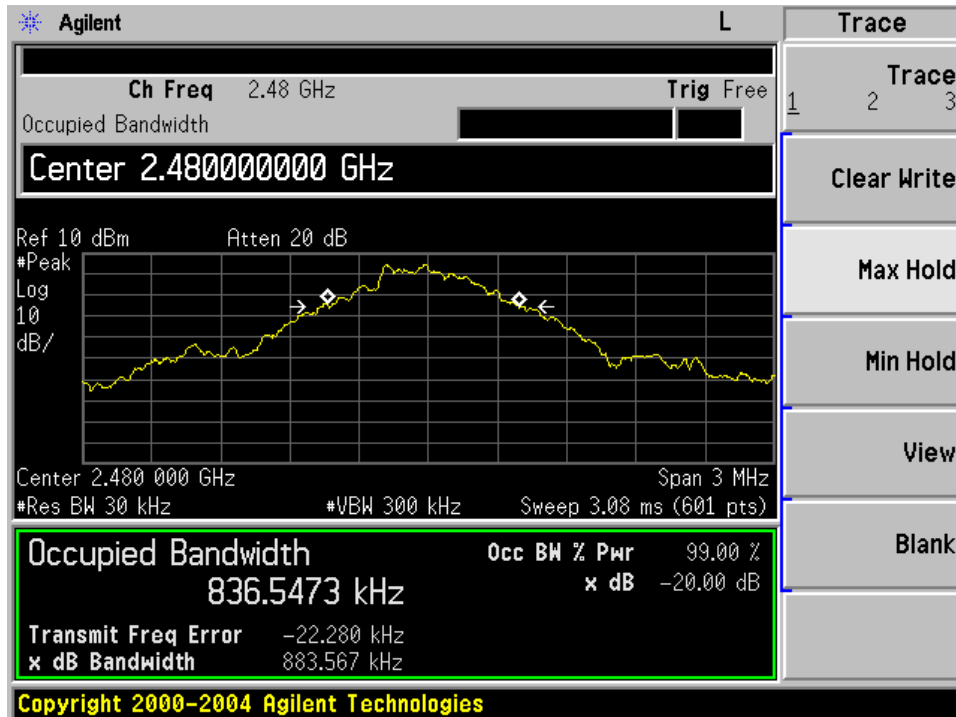 Agilent L Trace
Ch Freq 2.48 GHz Trig Free
Occupied Bandwidth
Trace
1 2 3
Center 2.480000000 GHz
Clear Write
Ref 10 dBm Atten 20 dB
#Peak
Log
10
dB/
Max Hold
Min Hold
View
Center 2.480 000 GHz Span 3 MHz
#Res BW 30 kHz #VBW 300 kHz Sweep 3.08 ms (601 pts)
Blank
Occupied Bandwidth Occ BW % Pwr 99.00 %
836.5473 kHz x dB -20.00 dB
Transmit Freq Error -22.280 kHz
x dB Bandwidth 883.567 kHz
Copyright 2000-2004 Agilent Technologies